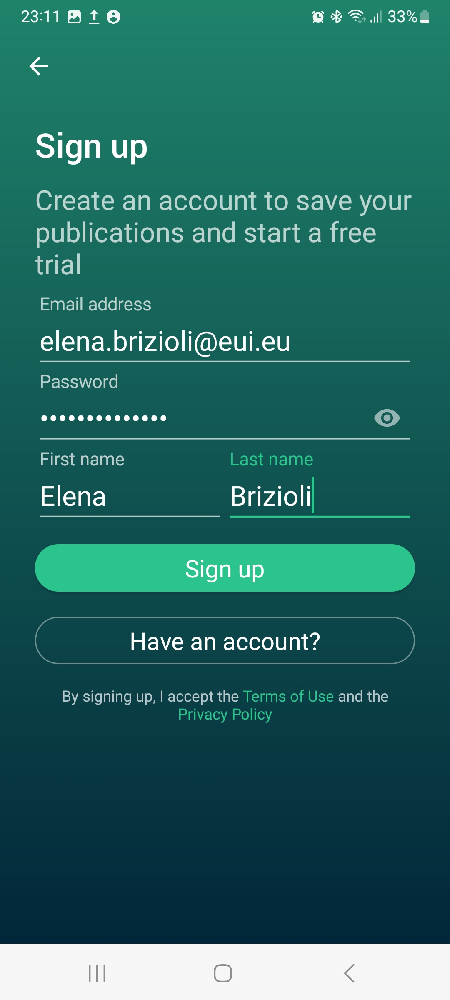 23:11 33%
Sign up
Create an account to save your
publications and start a free
trial
Email address
elena.brizioli@eui.eu
Password
••••••••••••••
First name Last name
Elena Brizioli
Sign up
Have an account?
By signing up, I accept the Terms of Use and the
Privacy Policy